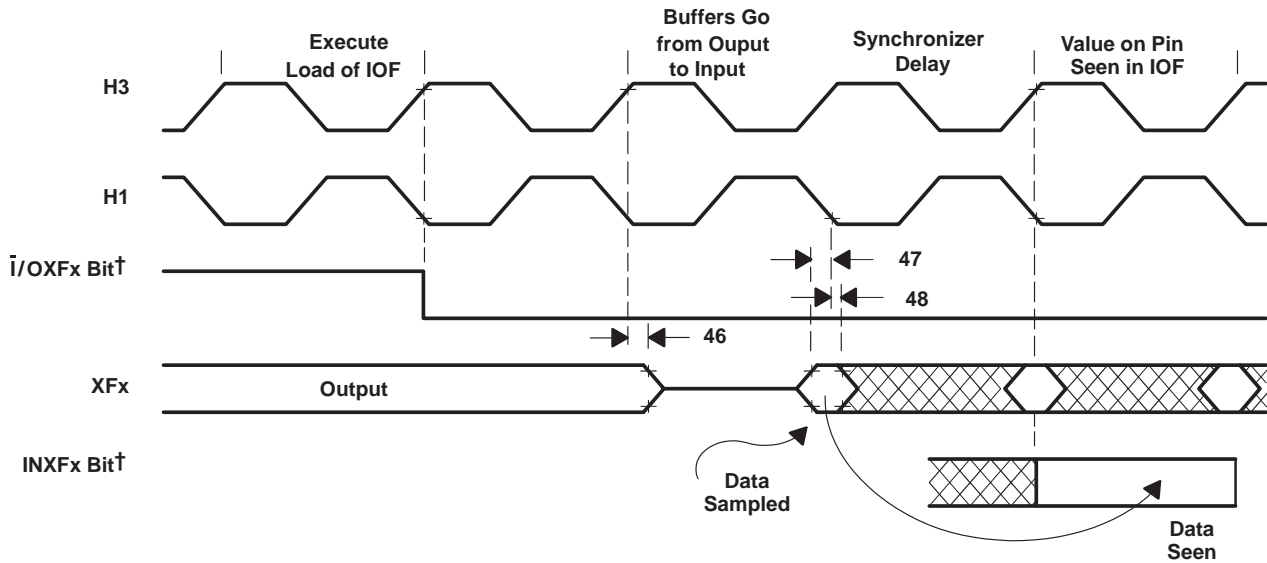 Execute
Load of IOF
Buffers Go
from Ouput
to Input
Synchronizer
Delay
Value on Pin
Seen in IOF
H3
H1
Ī/OXFx Bit†
47
48
46
XFx
Output
INXFx Bit†
Data
Sampled
Data
Seen